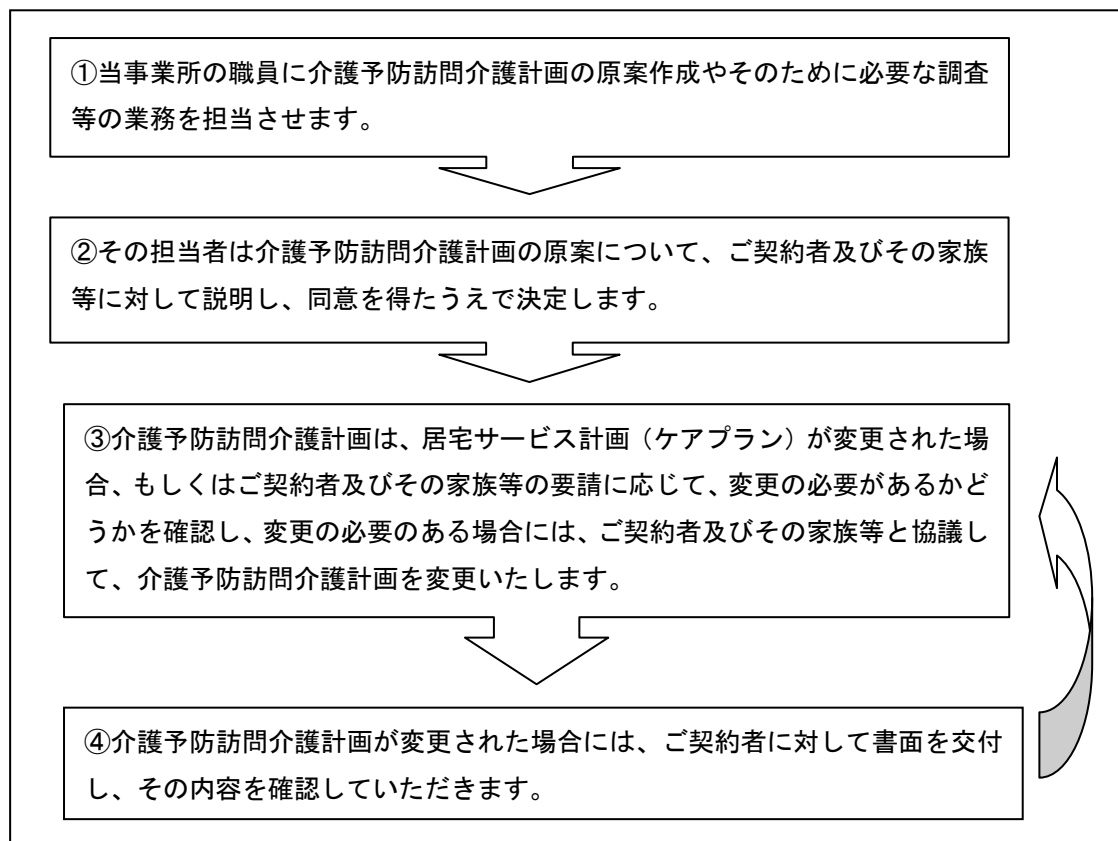 ①当事業所の職員に介護予防訪問介護計画の原案作成やそのために必要な調査
等の業務を担当させます。
②その担当者は介護予防訪問介護計画の原案について、ご契約者及びその家族
等に対して説明し、同意を得たうえで決定します。
③介護予防訪問介護計画は、居宅サービス計画（ケアプラン）が変更された場
合、もしくはご契約者及びその家族等の要請に応じて、変更の必要があるかど
うかを確認し、変更の必要のある場合には、ご契約者及びその家族等と協議し
て、介護予防訪問介護計画を変更いたします。
④介護予防訪問介護計画が変更された場合には、ご契約者に対して書面を交付
し、その内容を確認していただきます。